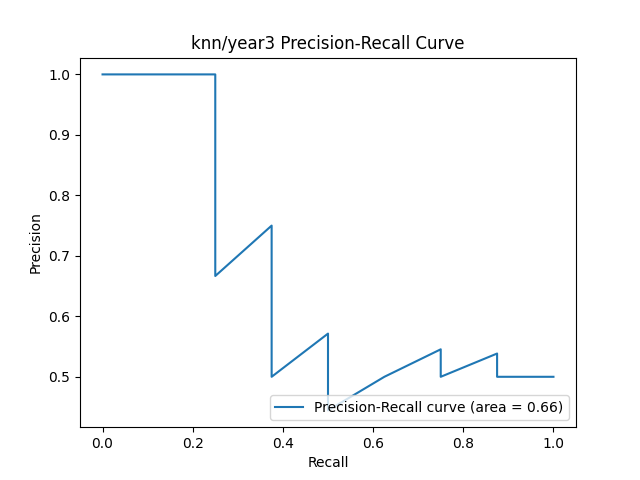 knn/year3 Precision-Recall Curve
1.0
0.9
0.8
0.7
0.6
0.5
Precision
Precision-Recall curve (area = 0.66)
0.0 0.2 0.4 0.6 0.8 1.0
Recall